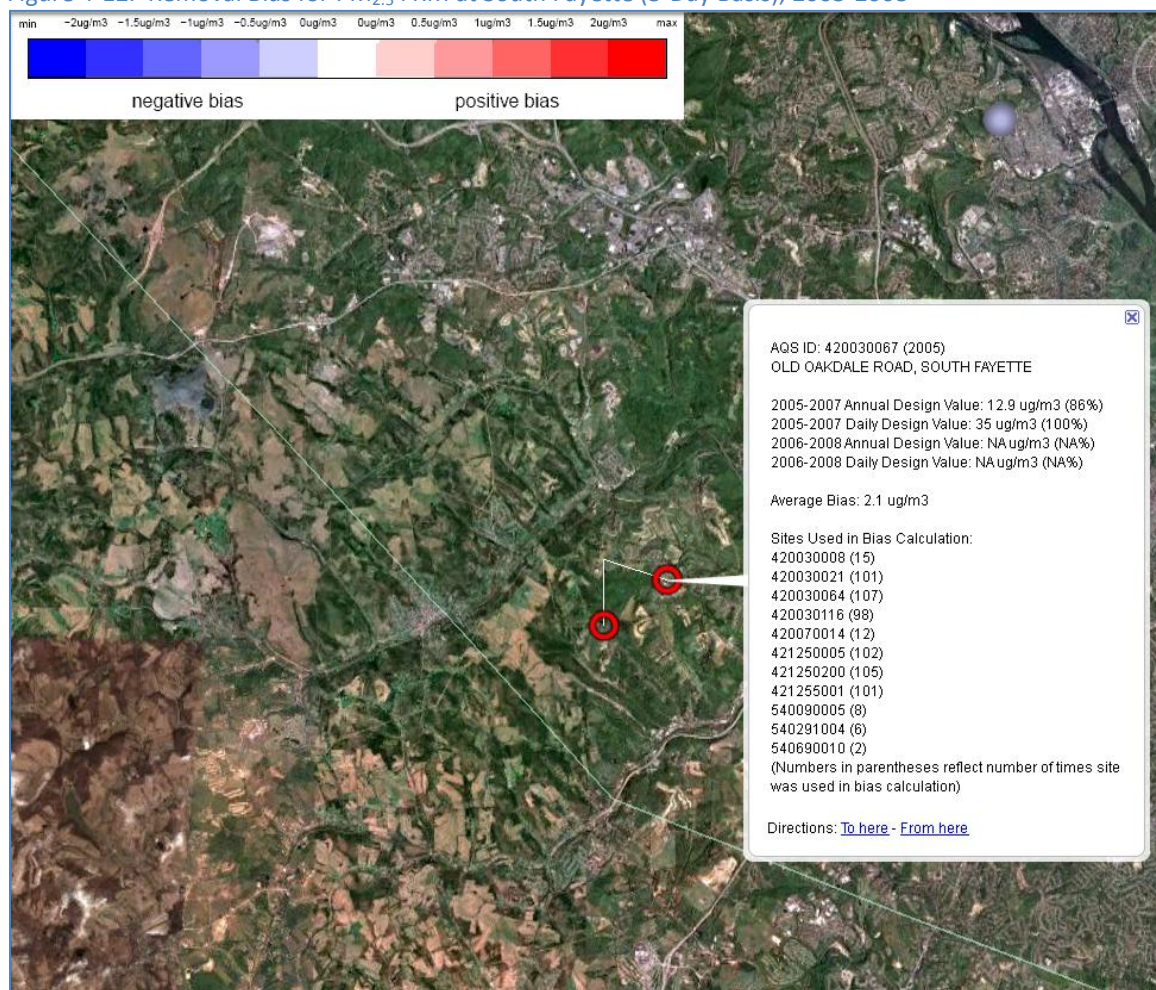 min -2ug/m3 -1.5ug/m3 -1ug/m3 -0.5ug/m3 0ug/m3 0ug/m3 0.5ug/m3 1ug/m3 1.5ug/m3 2ug/m3 max
negative bias positive bias
AQS ID: 420030067 (2005)
OLD OAKDALE ROAD, SOUTH FAYETTE
2005-2007 Annual Design Value: 12.9 ug/m3 (86%)
2005-2007 Daily Design Value: 35 ug/m3 (100%)
2006-2008 Annual Design Value: NA ug/m3 (NA%)
2006-2008 Daily Design Value: NA ug/m3 (NA%)
Average Bias: 2.1 ug/m3
Sites Used in Bias Calculation:
420030008 (15)
420030021 (101)
420030064 (107)
420030116 (98)
420070014 (12)
421250005 (102)
421250200 (105)
421255001 (101)
540090005 (8)
540291004 (6)
540690010 (2)
(Numbers in parentheses reflect number of times site
was used in bias calculation)
Directions: To here - From here